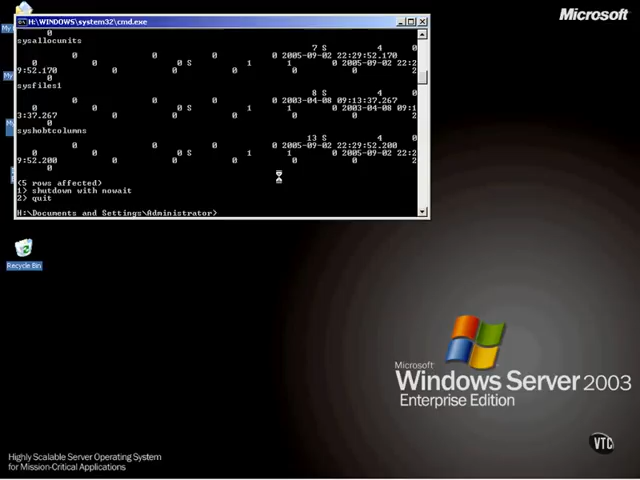 Microsoft
H:\WINDOWS\system32\cmd.exe
0
sysallocunits
7 S 4 0
0 0 0 0 2005-09-02 22:29:52.170
0 0 0 S 1 1 0 2005-09-02 22:2
9:52.170 0 0 0 0 2
0
sysfiles1
8 S 4 0
0 0 0 0 2003-04-08 09:13:37.267
0 0 0 S 1 1 0 2003-04-08 09:1
3:37.267 0 0 0 0 2
0
syshobtcolumns
13 S 4 0
0 0 0 0 2005-09-02 22:29:52.200
0 0 0 S 1 1 0 2005-09-02 22:2
9:52.200 0 0 0 0 2
0
(5 rows affected)
1> shutdown with nowait
2> quit
H:\Documents and Settings\Administrator>
Recycle Bin
Microsoft
Windows Server 2003
Enterprise Edition
VTC
Highly Scalable Server Operating System
for Mission-Critical Applications